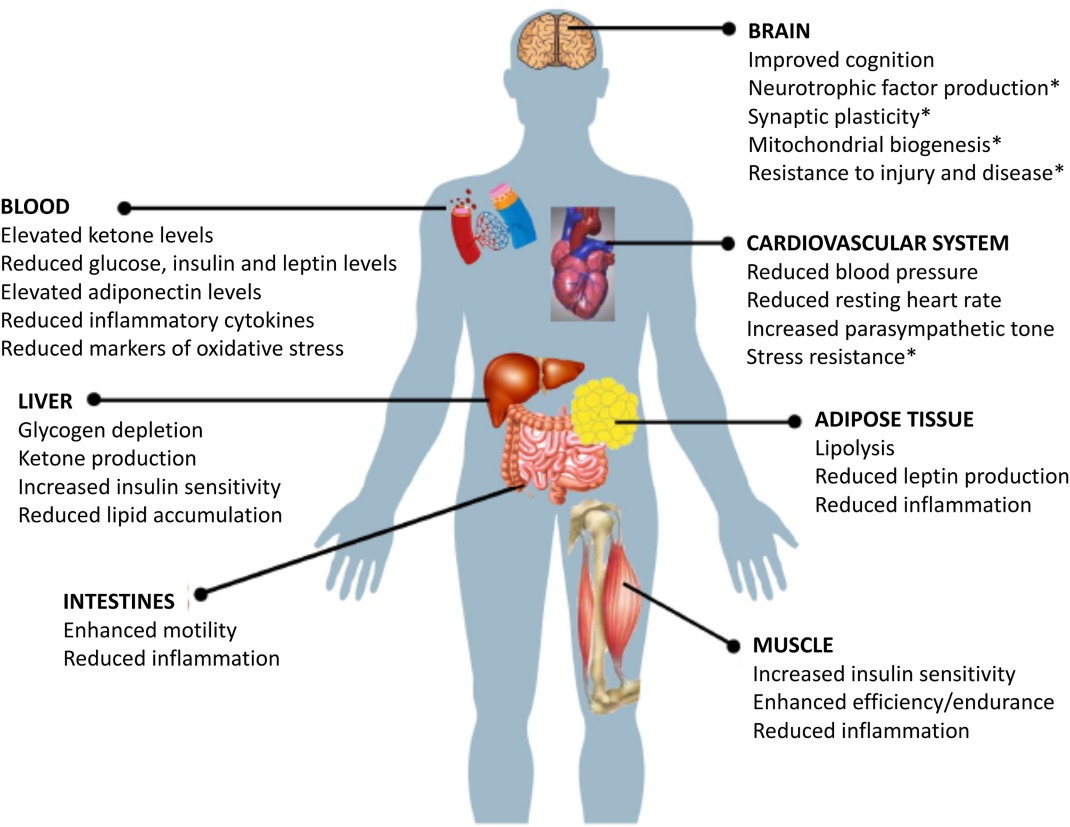 BRAIN
Improved cognition
Neurotrophic factor production*
Synaptic plasticity*
Mitochondrial biogenesis*
Resistance to injury and disease*
BLOOD
Elevated ketone levels
Reduced glucose, insulin and leptin levels
Elevated adiponectin levels
Reduced inflammatory cytokines
Reduced markers of oxidative stress
CARDIOVASCULAR SYSTEM
Reduced blood pressure
Reduced resting heart rate
Increased parasympathetic tone
Stress resistance*
LIVER
Glycogen depletion
Ketone production
Increased insulin sensitivity
Reduced lipid accumulation
ADIPOSE TISSUE
Lipolysis
Reduced leptin production
Reduced inflammation
INTESTINES
Enhanced motility
Reduced inflammation
MUSCLE
Increased insulin sensitivity
Enhanced efficiency/endurance
Reduced inflammation